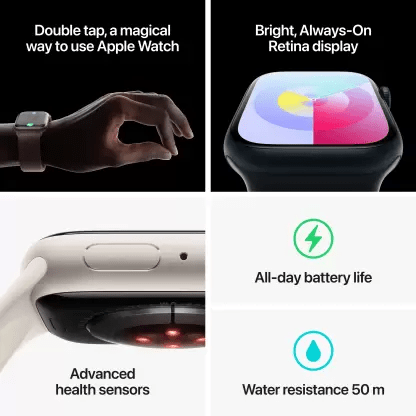 Double tap, a magical
way to use Apple Watch
Bright, Always-On
Retina display
Advanced
health sensors
All-day battery life
Water resistance 50 m